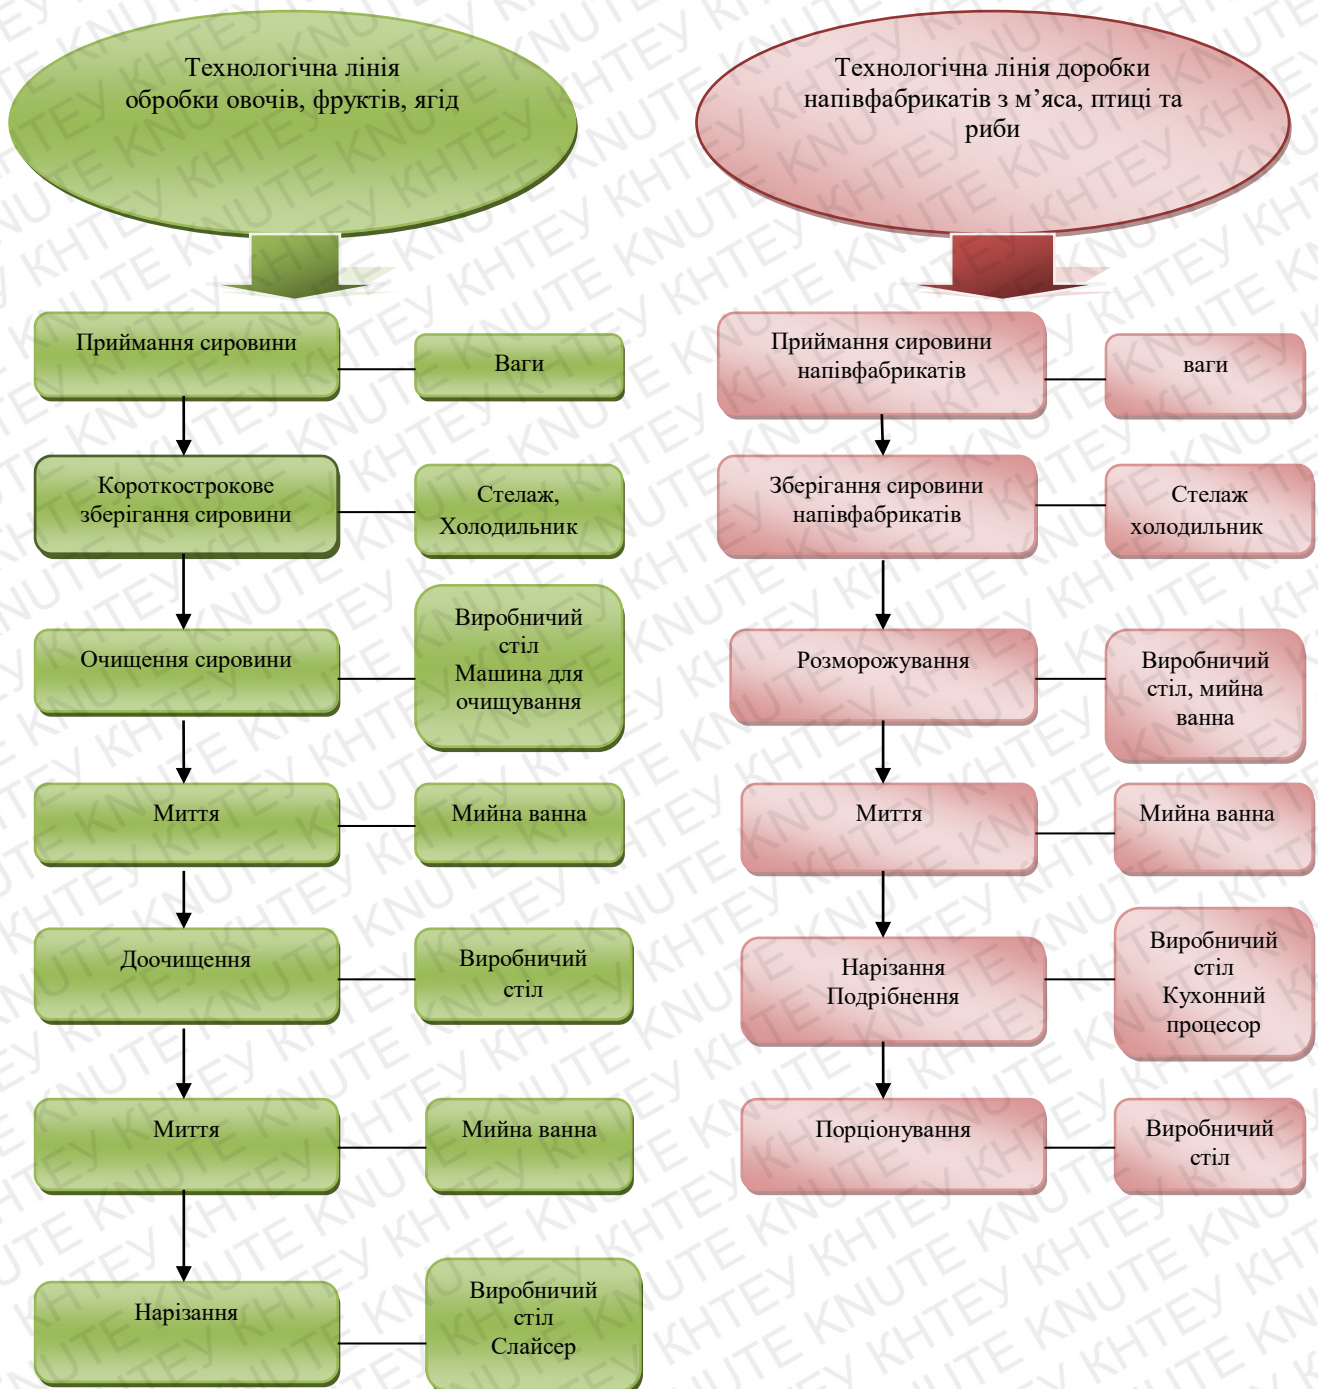 Технологічна лінія
обробки овочів, фруктів, ягід
Приймання сировини
Ваги
Короткострокове
зберігання сировини
Стелаж,
Холодильник
Очищення сировини
Виробничий
стіл
Машина для
очищування
Миття
Мийна ванна
Доочищення
Виробничий
стіл
Миття
Мийна ванна
Нарізання
Виробничий
стіл
Слайсер
Технологічна лінія доробки
напівфабрикатів з м’яса, птиці та
риби
Приймання сировини
напівфабрикатів
ваги
Зберігання сировини
напівфабрикатів
Стелаж
холодильник
Розморожування
Виробничий
стіл, мийна
ванна
Миття
Мийна ванна
Нарізання
Подрібнення
Виробничий
стіл
Кухонний
процесор
Порціонування
Виробничий
стіл